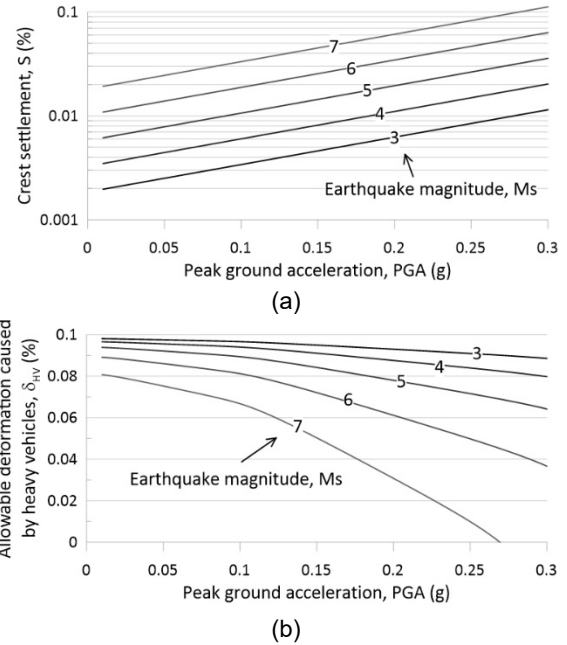 0.1
0.01
0.001
Crest settlement, S (%)
7
6
5
4
3
Earthquake magnitude, Ms
0 0.05 0.1 0.15 0.2 0.25 0.3
Peak ground acceleration, PGA (g)
(a)
0.1
0.08
0.06
0.04
0.02
0
Allowable deformation caused
by heavy vehicles, δHV (%)
3
4
5
6
7
Earthquake magnitude, Ms
0 0.05 0.1 0.15 0.2 0.25 0.3
Peak ground acceleration, PGA (g)
(b)